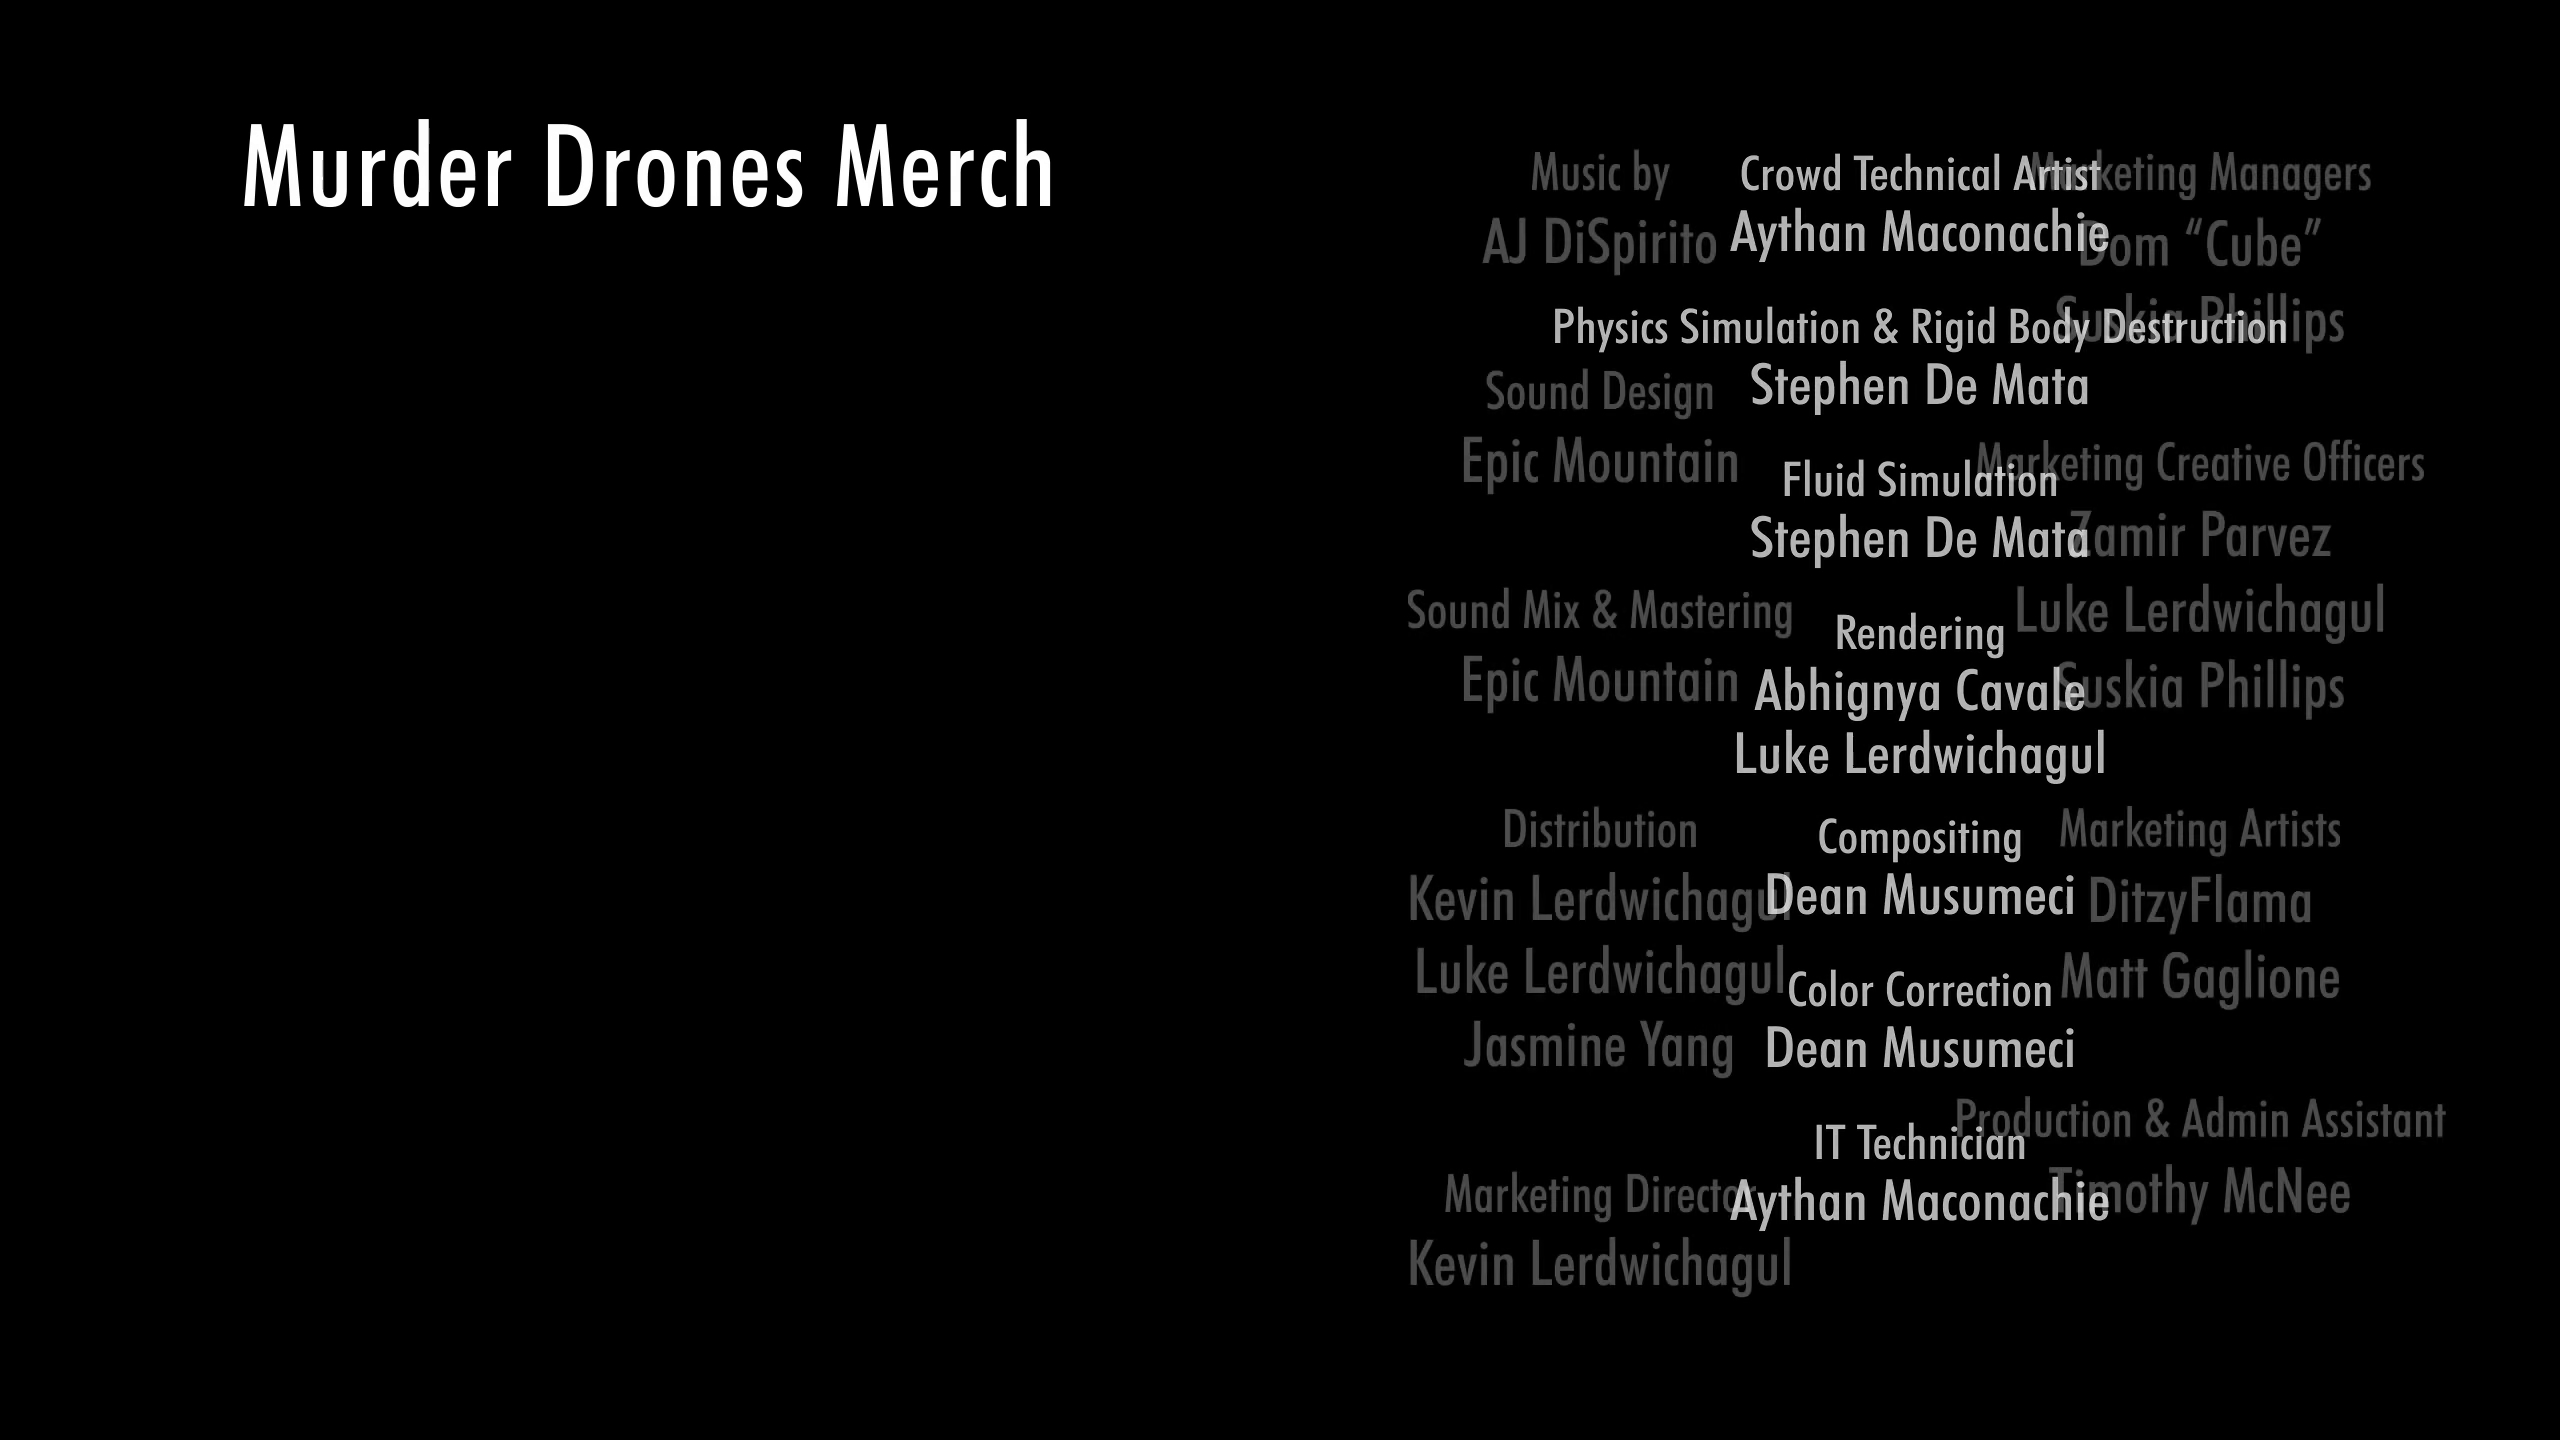 Murder Drones Merch
Crowd Technical Artist
Aythan Maconachie
Physics Simulation & Rigid Body Destruction
Stephen De Mata
Fluid Simulation
Stephen De Mata
Rendering
Abhignya Cavale
Luke Lerdwichagul
Compositing
Dean Musumeci
Color Correction
Dean Musumeci
IT Technician
Aythan Maconachie
Music by
AJ DiSpirito
Sound Design
Epic Mountain
Sound Mix & Mastering
Epic Mountain
Distribution
Kevin Lerdwichagul
Luke Lerdwichagul
Jasmine Yang
Marketing Director
Kevin Lerdwichagul
Marketing Managers
Dom “Cube”
Suskia Phillips
Marketing Creative Officers
Zamir Parvez
Luke Lerdwichagul
Suskia Phillips
Marketing Artists
DitzyFlama
Matt Gaglione
Production & Admin Assistant
Timothy McNee